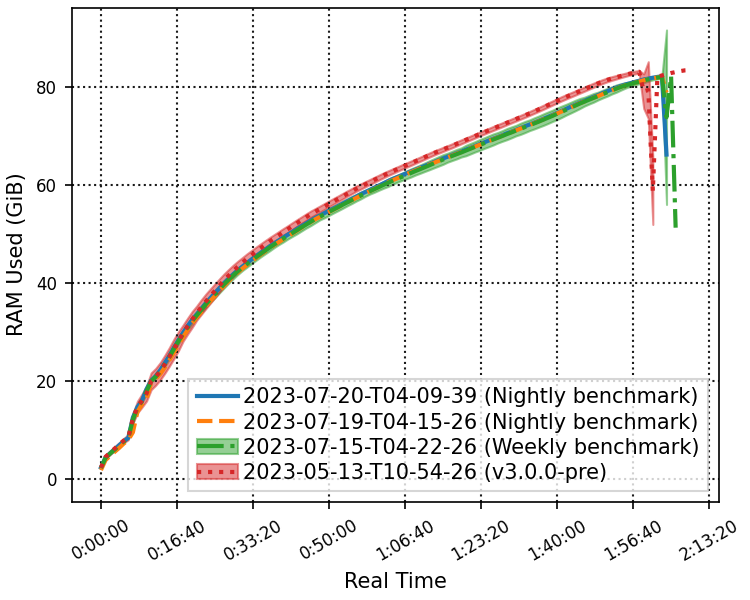 80
60
40
20
0
RAM Used (GiB)
2023-07-20-T04-09-39 (Nightly benchmark)
2023-07-19-T04-15-26 (Nightly benchmark)
2023-07-15-T04-22-26 (Weekly benchmark)
2023-05-13-T10-54-26 (v3.0.0-pre)
0:00:00
0:16:40
0:33:20
0:50:00
1:06:40
1:23:20
1:40:00
1:56:40
2:13:20
Real Time